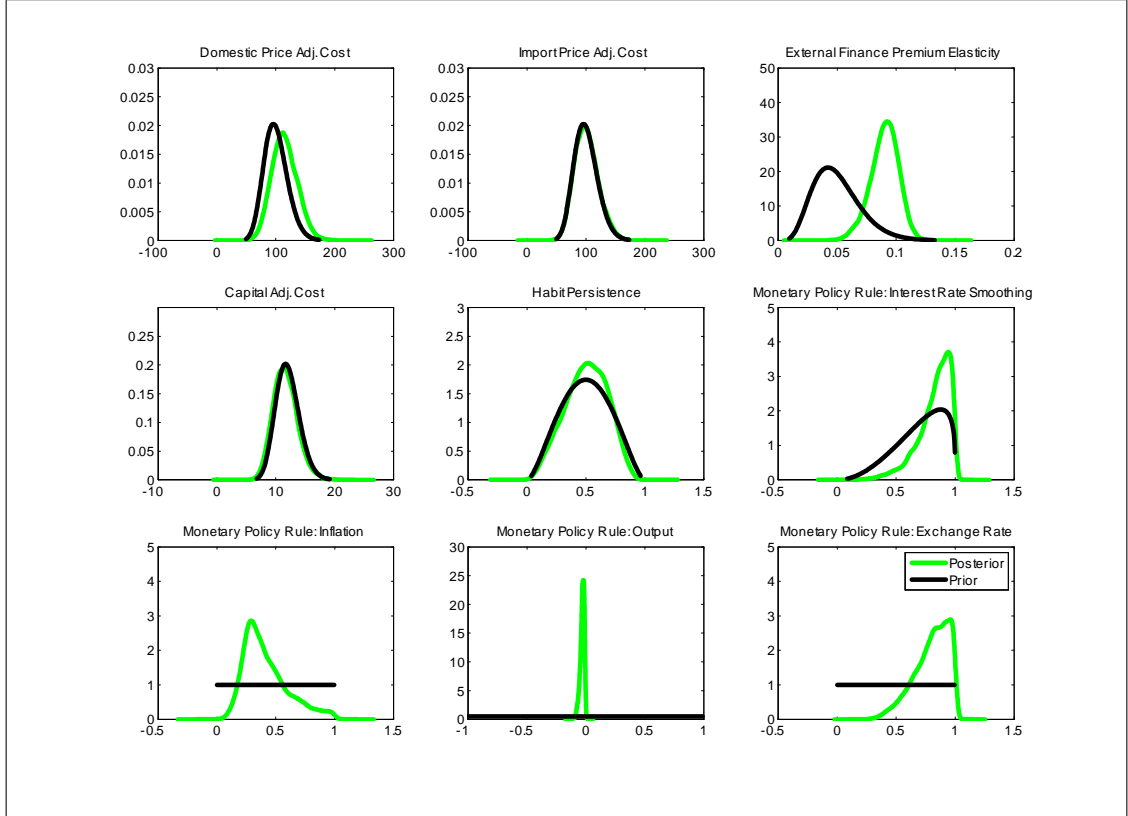 Domestic Price Adj. Cost
Import Price Adj. Cost
External Finance Premium Elasticity
0.03
0.025
0.02
0.015
0.01
0.005
0
-100 0 100 200 300
0.03
0.025
0.02
0.015
0.01
0.005
0
-100 0 100 200 300
50
40
30
20
10
0
0 0.05 0.1 0.15 0.2
Capital Adj. Cost
Habit Persistence
Monetary Policy Rule: Interest Rate Smoothing
0.25
0.2
0.15
0.1
0.05
0
-10 0 10 20 30
3
2.5
2
1.5
1
0.5
0
-0.5 0 0.5 1 1.5
5
4
3
2
1
0
-0.5 0 0.5 1 1.5
Monetary Policy Rule: Inflation
Monetary Policy Rule: Output
Monetary Policy Rule: Exchange Rate
5
4
3
2
1
0
-0.5 0 0.5 1 1.5
30
25
20
15
10
5
0
-1 -0.5 0 0.5 1
5
4
3
2
1
0
-0.5 0 0.5 1 1.5
Posterior
Prior